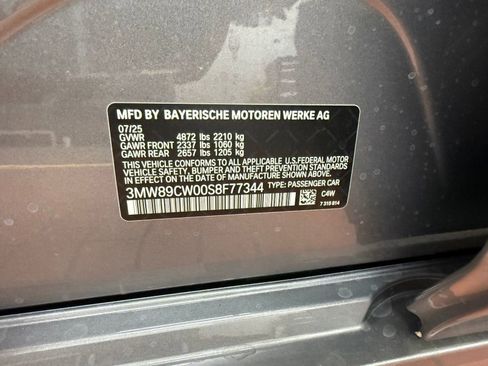 MFD BY BAYERISCHE MOTOREN WERKE AG
07/25
GVWR 4872 lbs 2210 kg
GAWR FRONT 2337 lbs 1060 kg
GAWR REAR 2657 lbs 1205 kg
THIS VEHICLE CONFORMS TO ALL APPLICABLE U.S.FEDERAL MOTOR
VEHICLE SAFETY, BUMPER AND THEFT PREVENTION STANDARDS
IN EFFECT ON THE DATE OF MANUFACTURE SHOWN ABOVE.
3MW89CW00S8F77344 TYPE: PASSENGER CAR
C4W
7 310 814